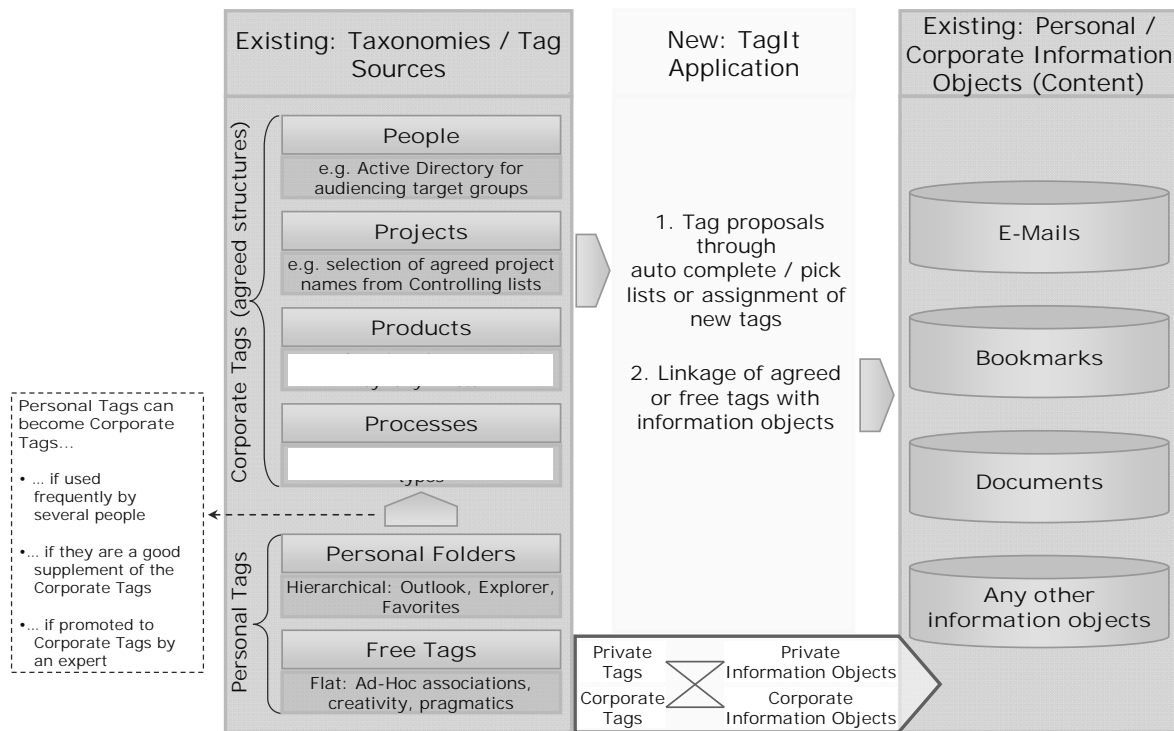 Existing: Taxonomies / Tag
Sources
New: TagIt
Application
Existing: Personal /
Corporate Information
Objects (Content)
Corporate Tags (agreed structures)
People
e.g. Active Directory for
audiencing target groups
Projects
e.g. selection of agreed project
names from Controlling lists
Products
Processes
types
Personal Tags can
become Corporate
Tags...
• ... if used
frequently by
several people
•... if they are a good
supplement of the
Corporate Tags
•... if promoted to
Corporate Tags by
an expert
Personal Tags
Personal Folders
Hierarchical: Outlook, Explorer,
Favorites
Free Tags
Flat: Ad-Hoc associations,
creativity, pragmatics
1. Tag proposals
through
auto complete / pick
lists or assignment of
new tags
2. Linkage of agreed
or free tags with
information objects
E-Mails
Bookmarks
Documents
Any other
information objects
Private
Tags
Private
Information Objects
Corporate
Tags
Corporate
Information Objects